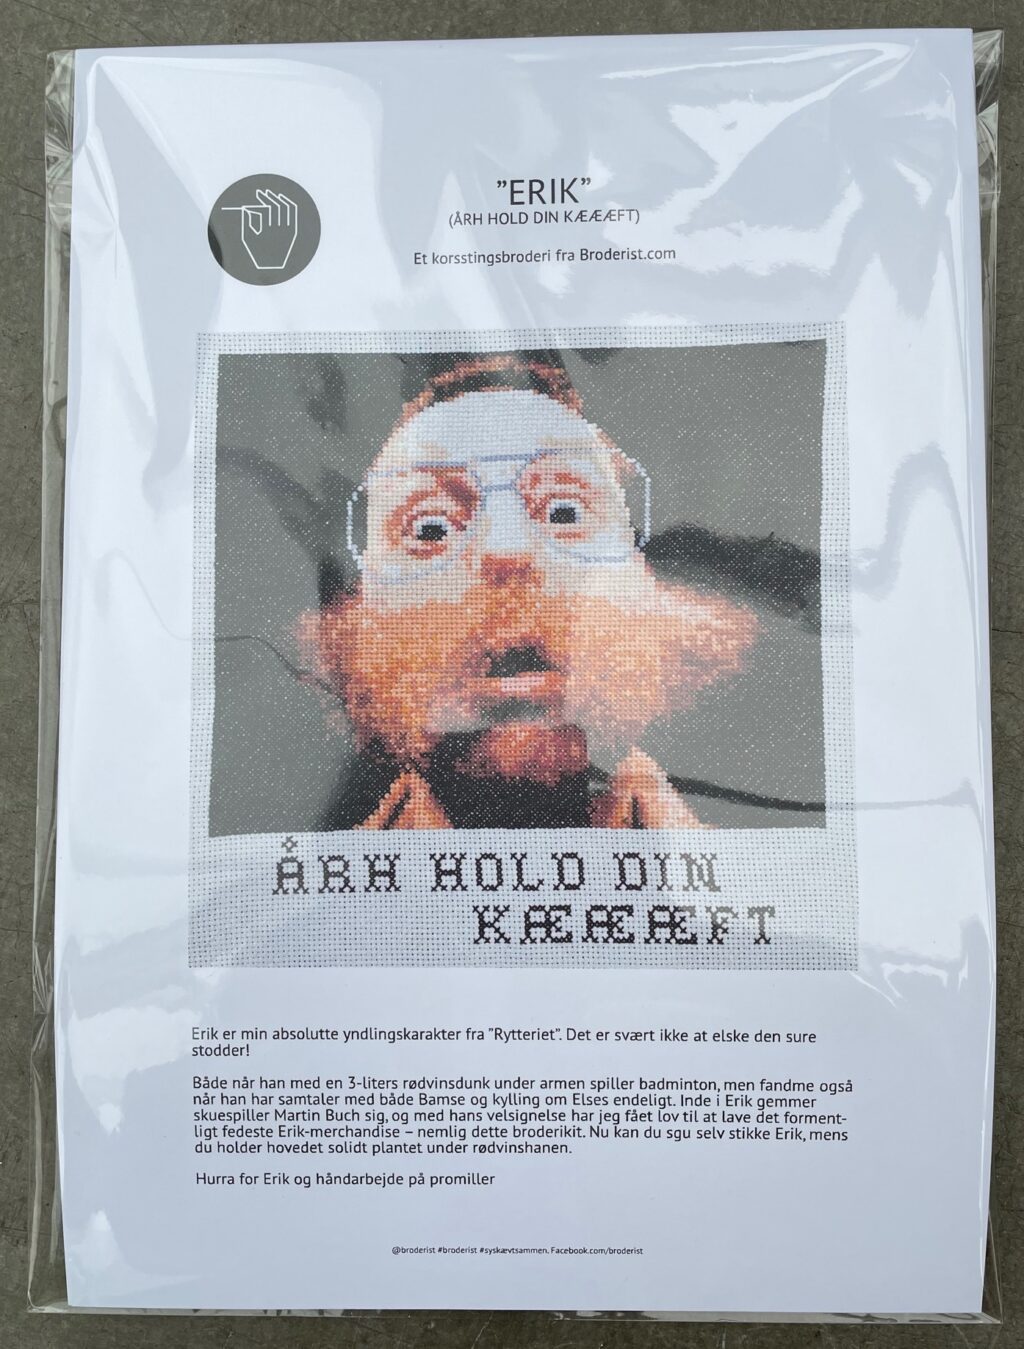 ”ERIK”
(ÅRH HOLD DIN KÆÆÆFT)
Et korsstingsbroderi fra Broderist.com
ÅRH HOLD DIN
KÆÆÆFT
Erik er min absolutte yndlingskarakter fra ”Rytteriet”. Det er svært ikke at elske den sure
stodder!
Både når han med en 3-liters rødvinsdunk under armen spiller badminton, men fandme også
når han har samtaler med både Bamse og kylling om Elses endeligt. Inde i Erik gemmer
skuespiller Martin Buch sig, og med hans velsignelse har jeg fået lov til at lave det forment-
ligt fedeste Erik-merchandise – nemlig dette broderikit. Nu kan du sgu selv stikke Erik, mens
du holder hovedet solidt plantet under rødvinshanen.
Hurra for Erik og håndarbejde på promiller
@broderist #broderist #syskævtsammen. Facebook.com/broderist